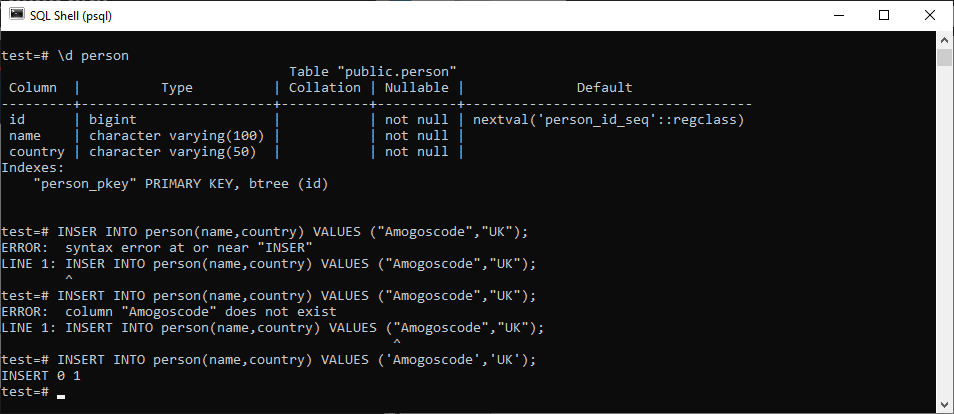 SQL Shell (psql)
test=# \d person
                                    Table "public.person"
 Column  |          Type          | Collation | Nullable |              Default
---------+------------------------+-----------+----------+------------------------------------
 id      | bigint                 |           | not null | nextval('person_id_seq'::regclass)
 name    | character varying(100) |           | not null |
 country | character varying(50)  |           | not null |
Indexes:
    "person_pkey" PRIMARY KEY, btree (id)
test=# INSER INTO person(name,country) VALUES ("Amogoscode","UK");
ERROR:  syntax error at or near "INSER"
LINE 1: INSER INTO person(name,country) VALUES ("Amogoscode","UK");
        ^
test=# INSERT INTO person(name,country) VALUES ("Amogoscode","UK");
ERROR:  column "Amogoscode" does not exist
LINE 1: INSERT INTO person(name,country) VALUES ("Amogoscode","UK");
                                                 ^
test=# INSERT INTO person(name,country) VALUES ('Amogoscode','UK');
INSERT 0 1
test=#